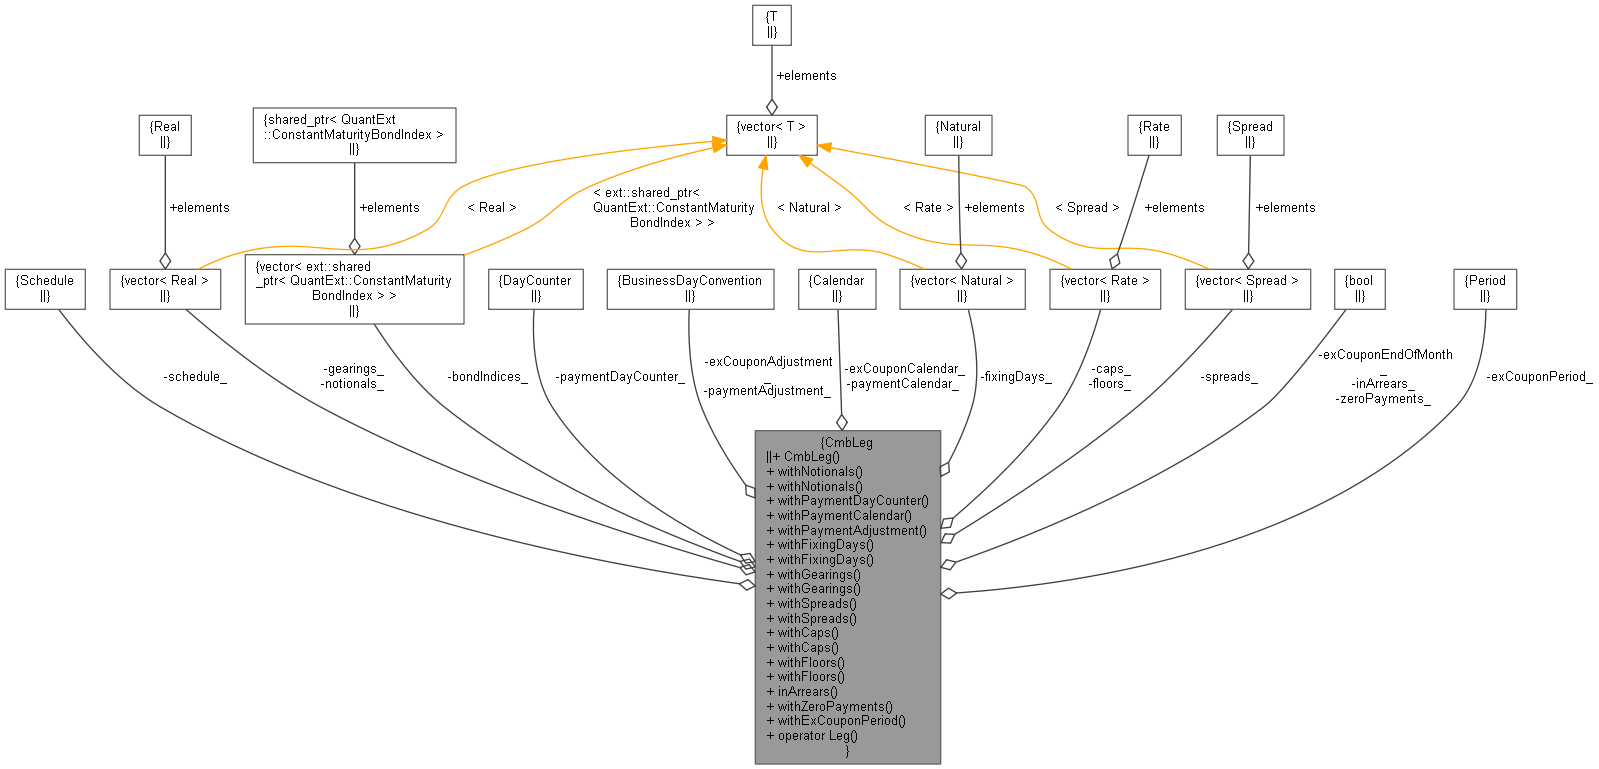 {T
||}
+elements
{Real
||}
{shared_ptr< QuantExt
::ConstantMaturityBondIndex >
||}
{vector< T >
||}
{Natural
||}
{Rate
||}
{Spread
||}
+elements
+elements
< Real >
< ext::shared_ptr<
QuantExt::ConstantMaturity
BondIndex > >
< Natural >
< Rate >
+elements
< Spread >
+elements
+elements
{Schedule
||}
{vector< Real >
||}
{vector< ext::shared
_ptr< QuantExt::ConstantMaturity
BondIndex > >
||}
{DayCounter
||}
{BusinessDayConvention
||}
{Calendar
||}
{vector< Natural >
||}
{vector< Rate >
||}
{vector< Spread >
||}
{bool
||}
{Period
||}
-schedule_
-gearings_
-notionals_
-bondIndices_
-paymentDayCounter_
-exCouponAdjustment
_
-paymentAdjustment_
-exCouponCalendar_
-paymentCalendar_
-fixingDays_
-caps_
-floors_
-spreads_
-exCouponEndOfMonth
_
-inArrears_
-zeroPayments_
-exCouponPeriod_
{CmbLeg
||+ CmbLeg()
+ withNotionals()
+ withNotionals()
+ withPaymentDayCounter()
+ withPaymentCalendar()
+ withPaymentAdjustment()
+ withFixingDays()
+ withFixingDays()
+ withGearings()
+ withGearings()
+ withSpreads()
+ withSpreads()
+ withCaps()
+ withCaps()
+ withFloors()
+ withFloors()
+ inArrears()
+ withZeroPayments()
+ withExCouponPeriod()
+ operator Leg()
}